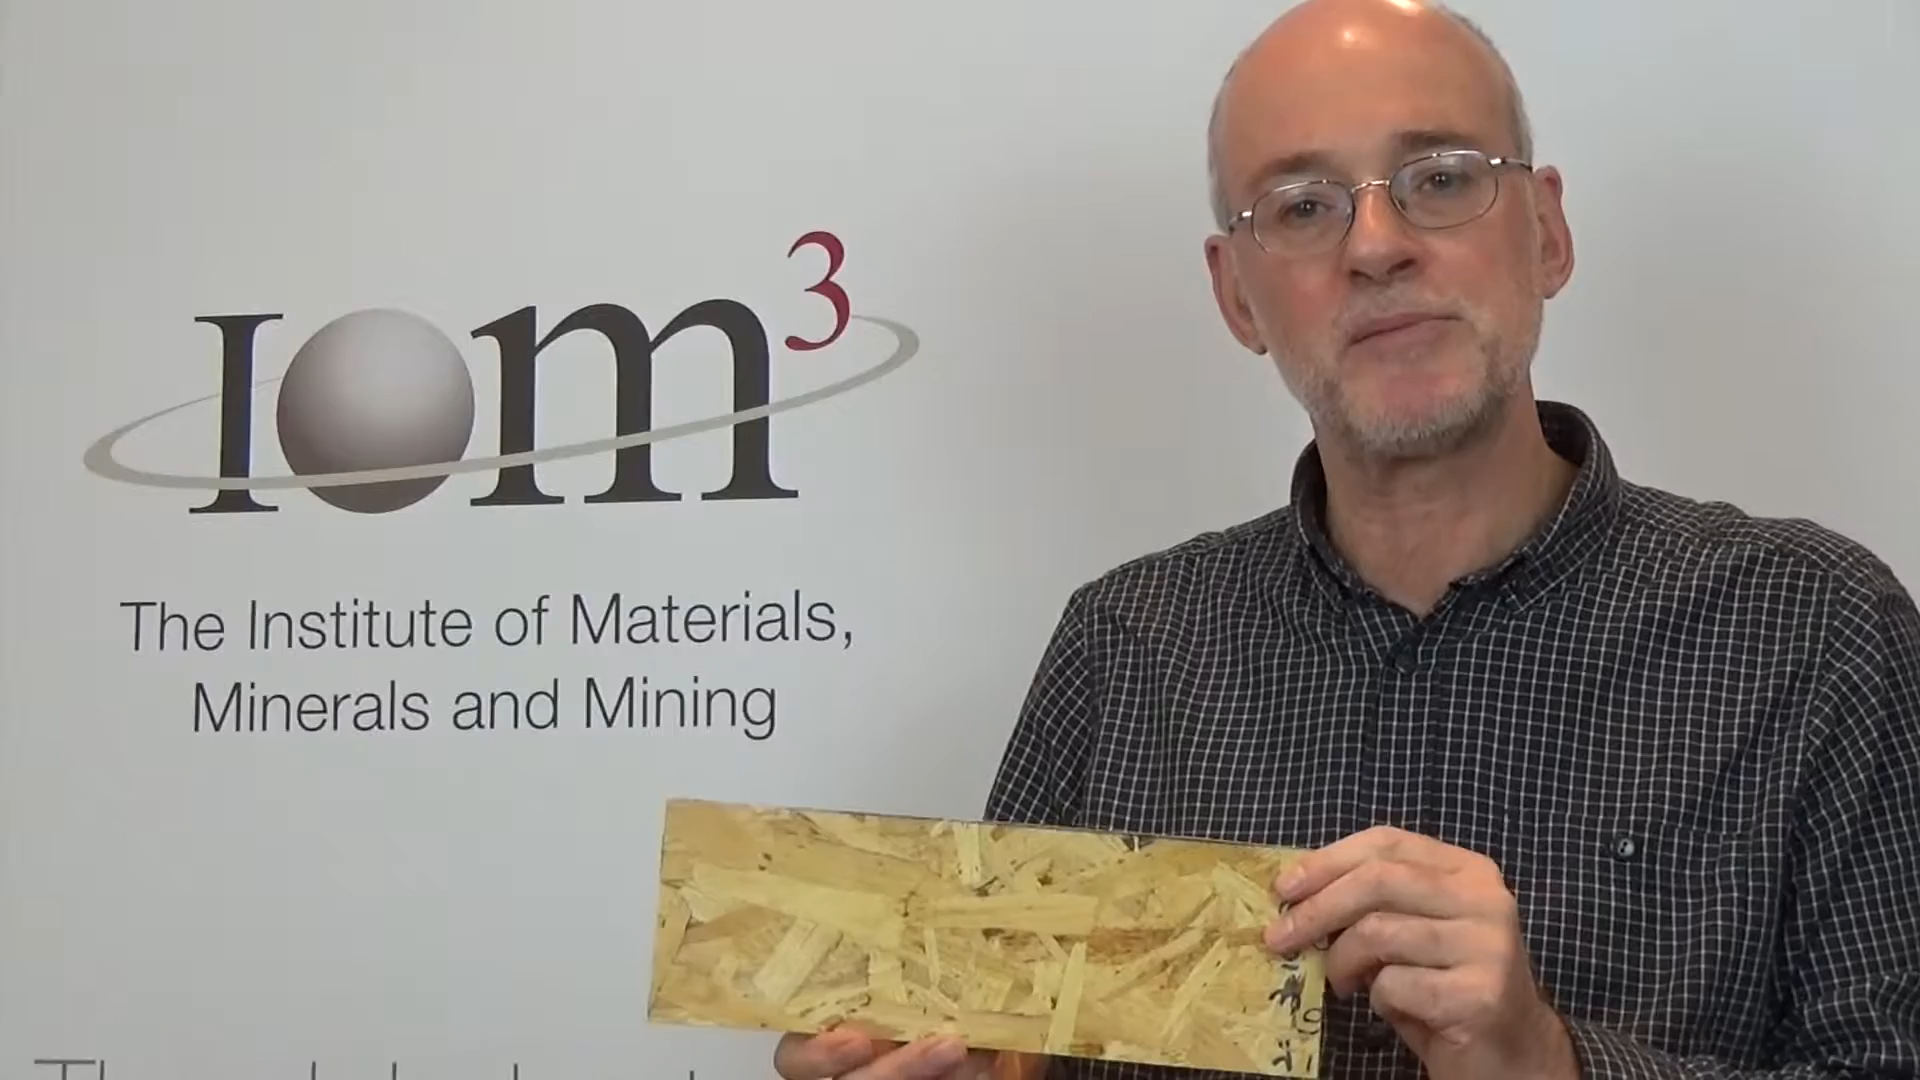 IOm3
The Institute of Materials,
Minerals and Mining